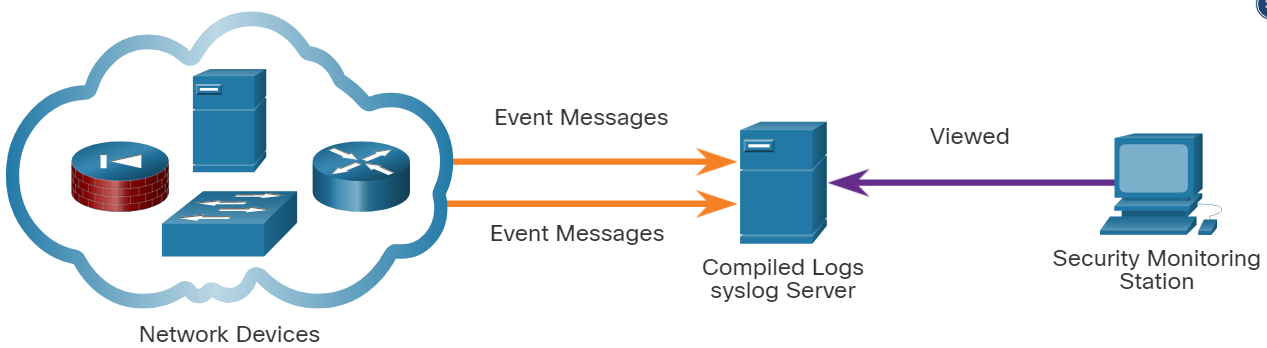 Event Messages
Viewed
Event Messages
Compiled Logs
syslog Server
Security Monitoring
Station
Network Devices